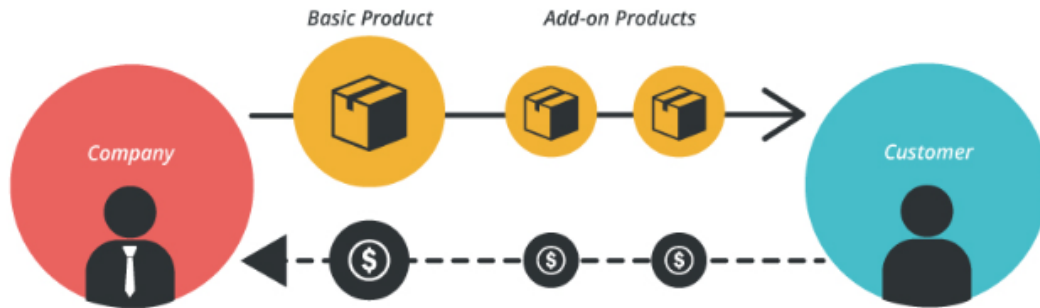 Basic Product
Add-on Products
Company
Customer
$
$
$